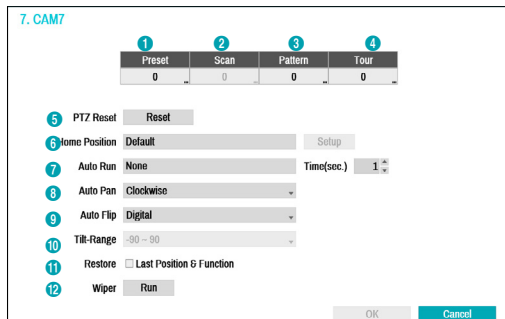 7. CAM7
1 2 3 4
Preset Scan Pattern Tour
0 ... 0 ... 0 ... 0 ...
5 PTZ Reset Reset
6 Home Position Default Setup
7 Auto Run None Time(sec.) 1
8 Auto Pan Clockwise
9 Auto Flip Digital
10 Tilt-Range -90 ~ 90
11 Restore Last Position & Function
12 Wiper Run
OK Cancel